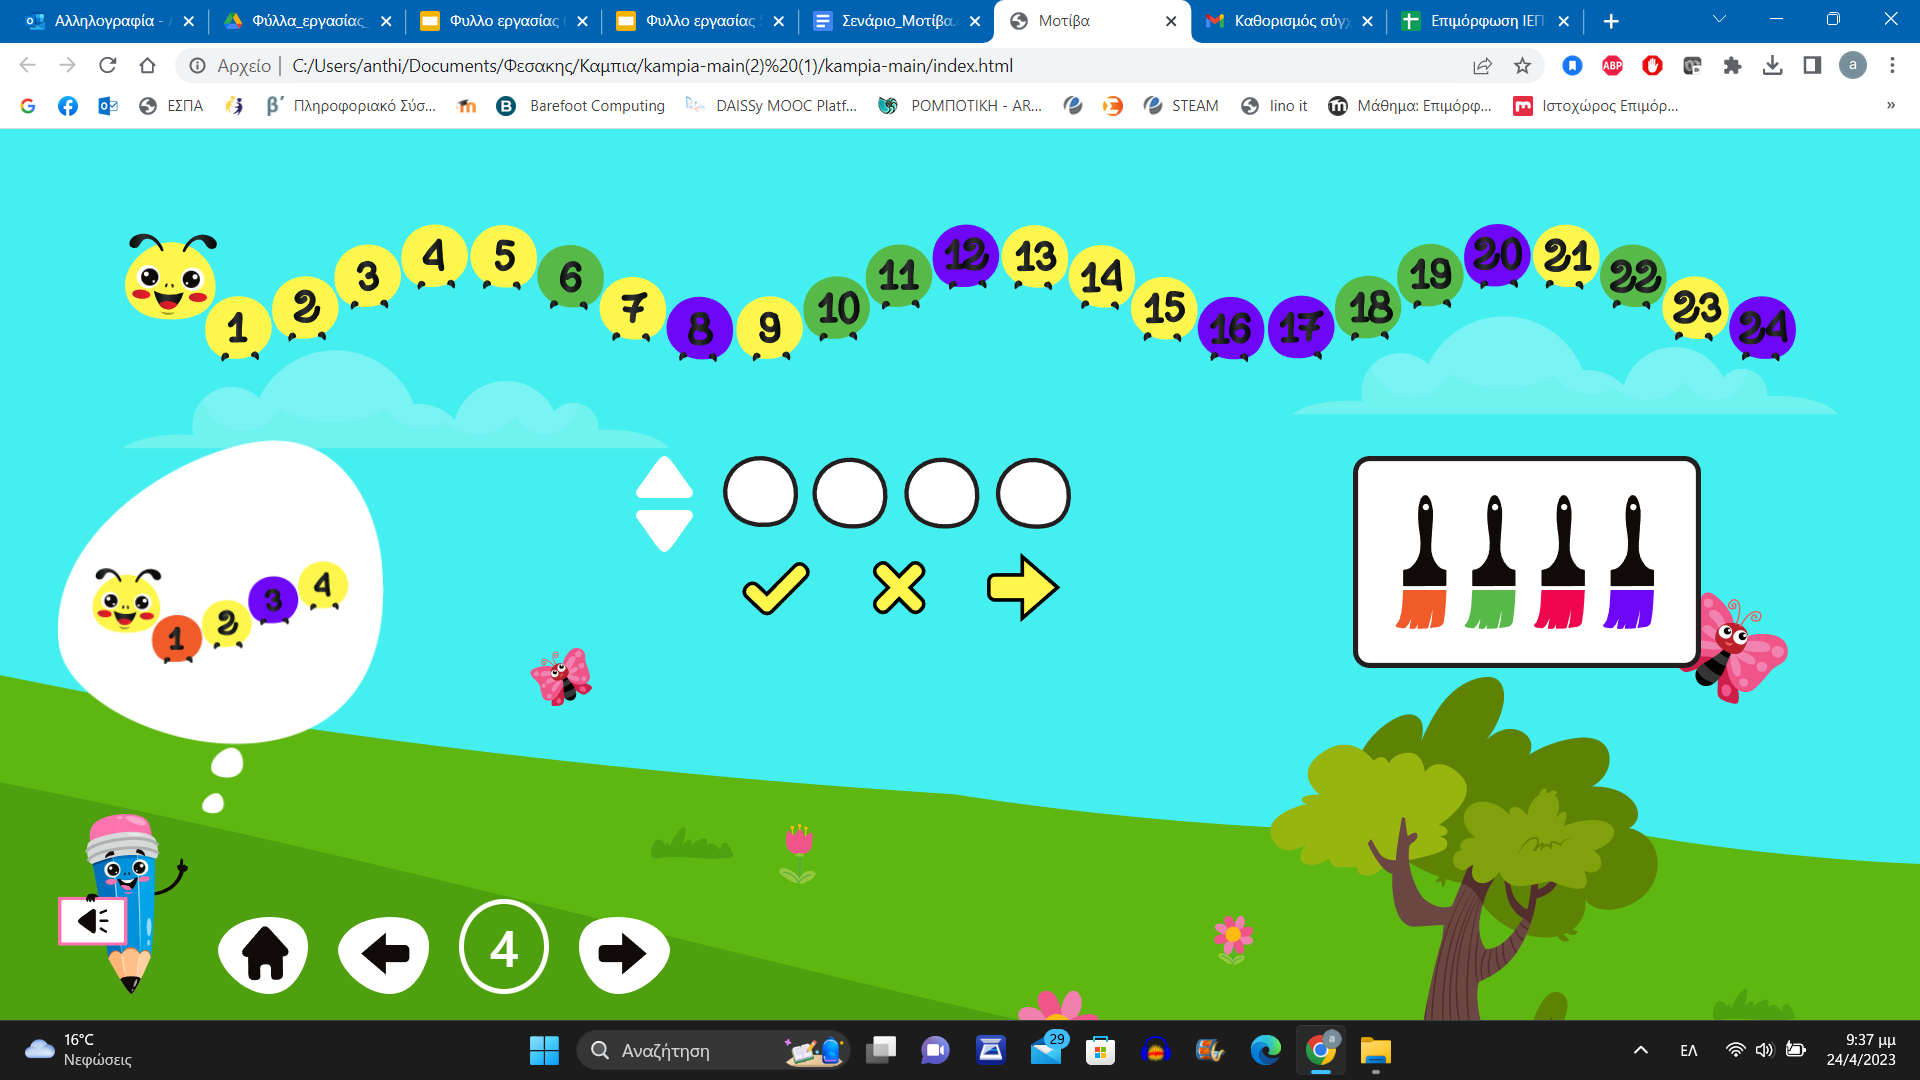 Αλληλογραφία - 
Φύλλα_εργασίας_
Φυλλο εργασίας
Φυλλο εργασίας
Σενάριο_Μοτίβα.
Μοτίβα
Καθορισμός σύγχ
Επιμόρφωση ΙΕΠ
Αρχείο | C:/Users/anthi/Documents/Φεσακης/Καμπια/kampia-main(2)%20(1)/kampia-main/index.html
ABP
a
G
ΕΣΠΑ
Πληροφοριακό Σύσ...
Barefoot Computing
DAISSy MOOC Platf...
ΡΟΜΠΟΤΙΚΗ - AR...
STEAM
lino it
Μάθημα: Επιμόρφ...
Ιστοχώρος Επιμόρ...
»
1 2 3 4 5 6 7 8 9 10 11 12 13 14 15 16 17 18 19 20 21 22 23 24
1 2 3 4
4
16°C
Νεφώσεις
Αναζήτηση
29
a
ΕΛ
9:37 μμ
24/4/2023